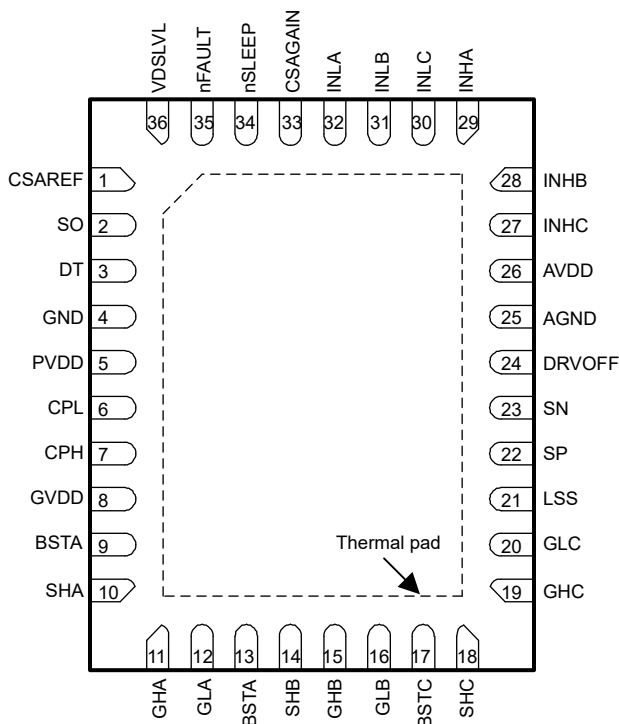 VDSLVL nFAULT nSLEEP CSAGAIN INLA INLB INLC INHA
36 35 34 33 32 31 30 29
CSAREF 1 28 INHB
SO 2 27 INHC
DT 3 26 AVDD
GND 4 25 AGND
PVDD 5 24 DRVOFF
CPL 6 23 SN
CPH 7 22 SP
GVDD 8 21 LSS
BSTA 9 20 GLC
Thermal pad
SHA 10 19 GHC
11 12 13 14 15 16 17 18
GHA GLA BSTA SHB GHB GLB BSTC SHC